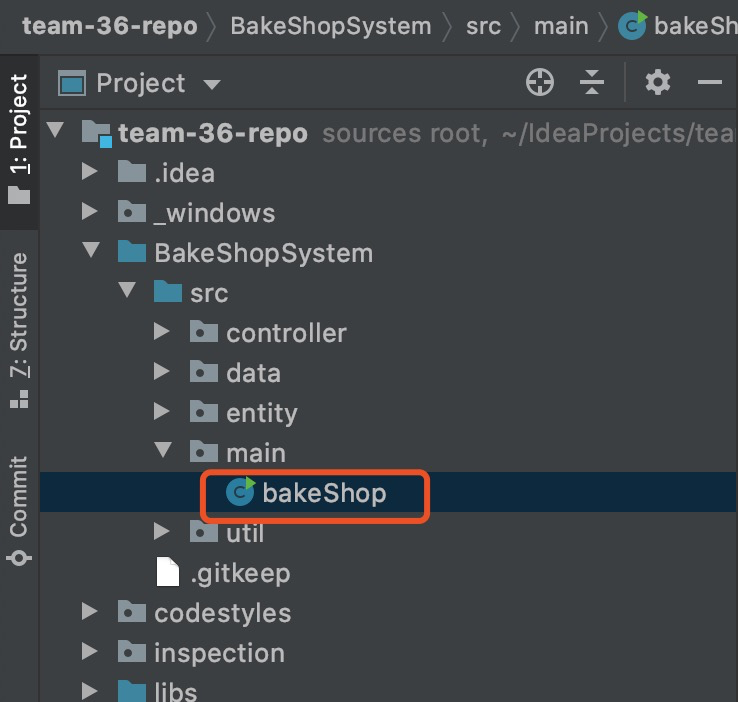 team-36-repo BakeShopSystem src main bakeSh
Project
team-36-repo sources root, ~/IdeaProjects/tea
.idea
_windows
BakeShopSystem
src
controller
data
entity
main
bakeShop
util
.gitkeep
codestyles
inspection
libs
1: Project
7: Structure
Commit